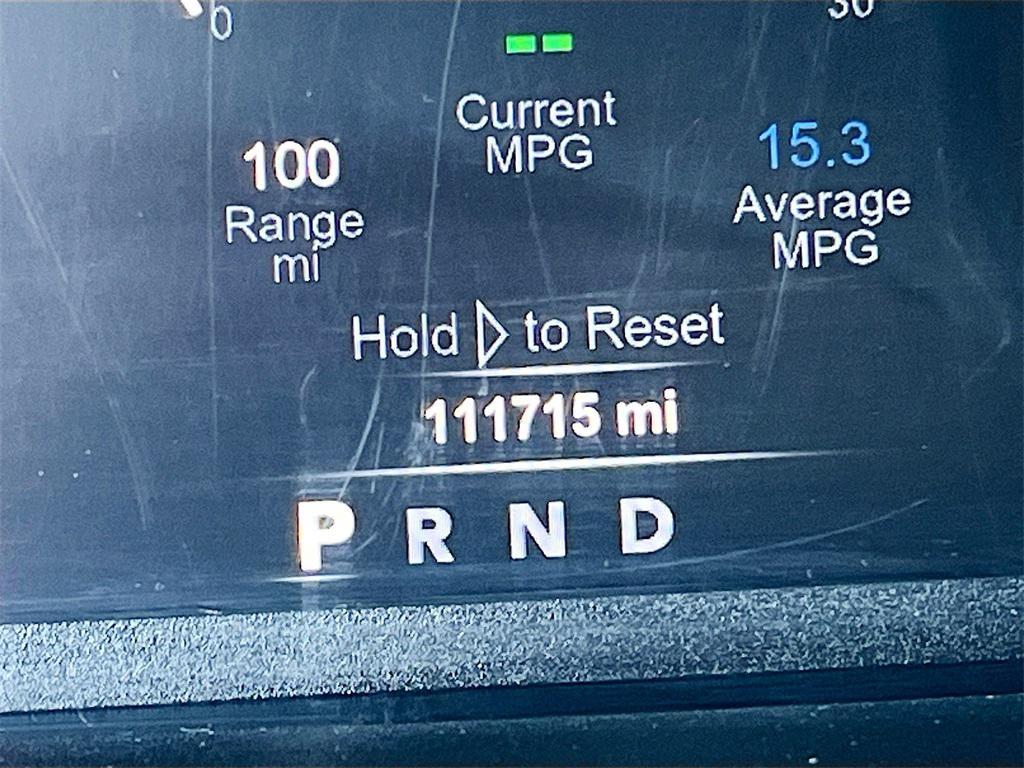 0 30
Current
MPG
100
Range
mi
15.3
Average
MPG
Hold ▷ to Reset
111715 mi
P R N D